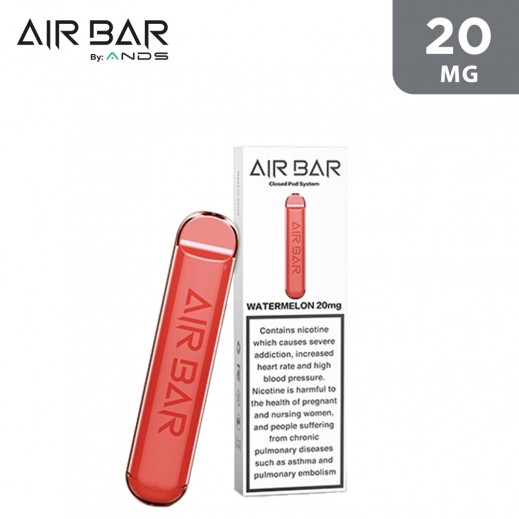 AIR BAR
By: ANDS
20
MG
AIR BAR
AIR BAR
Closed Pod System
AIR BAR
WATERMELON 20mg
Contains nicotine
which causes severe
addiction, increased
heart rate and high
blood pressure.
Nicotine is harmful to
the health of pregnant
and nursing women,
and people suffering
from chronic
pulmonary diseases
such as asthma and
pulmonary embolism